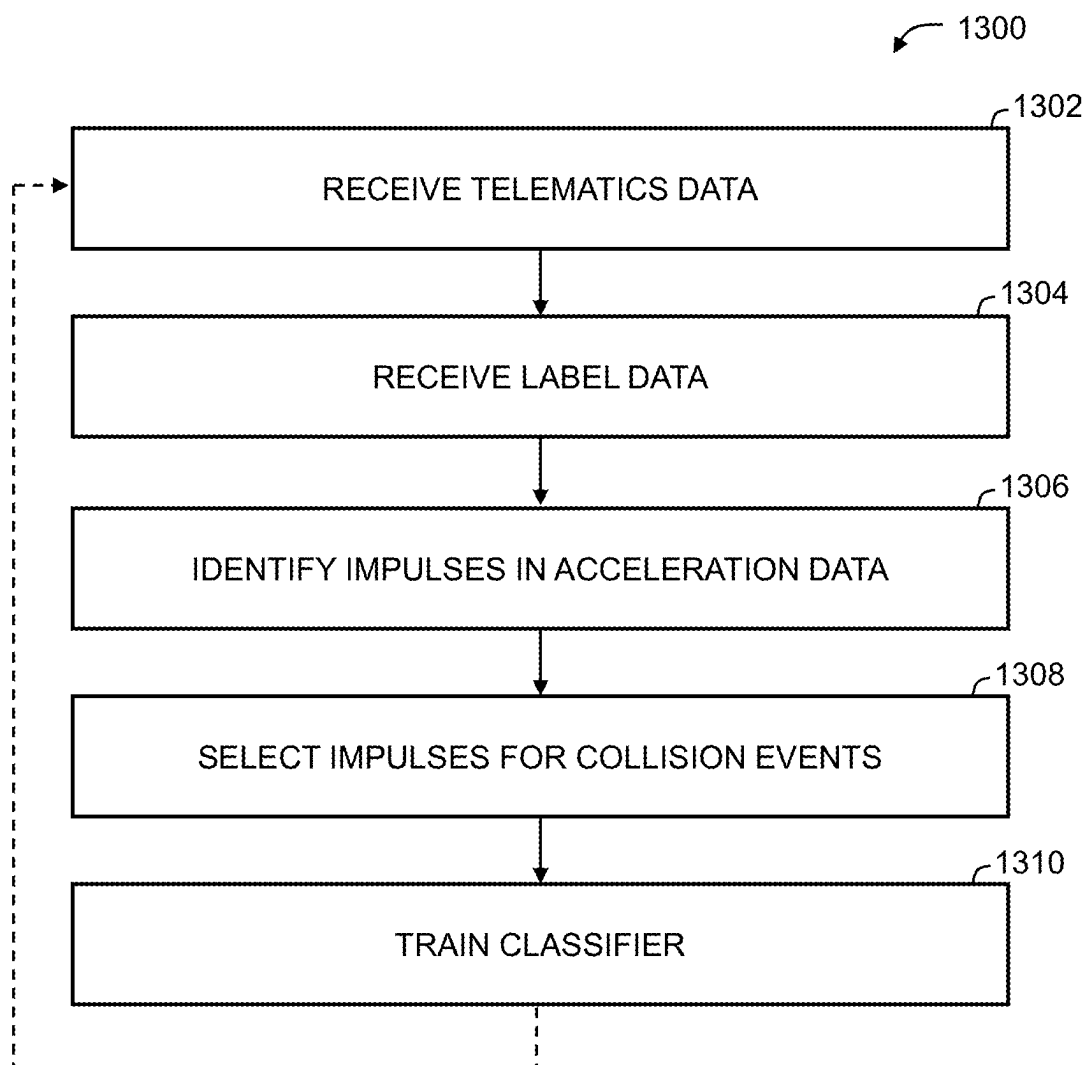 1300
1302
RECEIVE TELEMATICS DATA
1304
RECEIVE LABEL DATA
1306
IDENTIFY IMPULSES IN ACCELERATION DATA
1308
SELECT IMPULSES FOR COLLISION EVENTS
1310
TRAIN CLASSIFIER